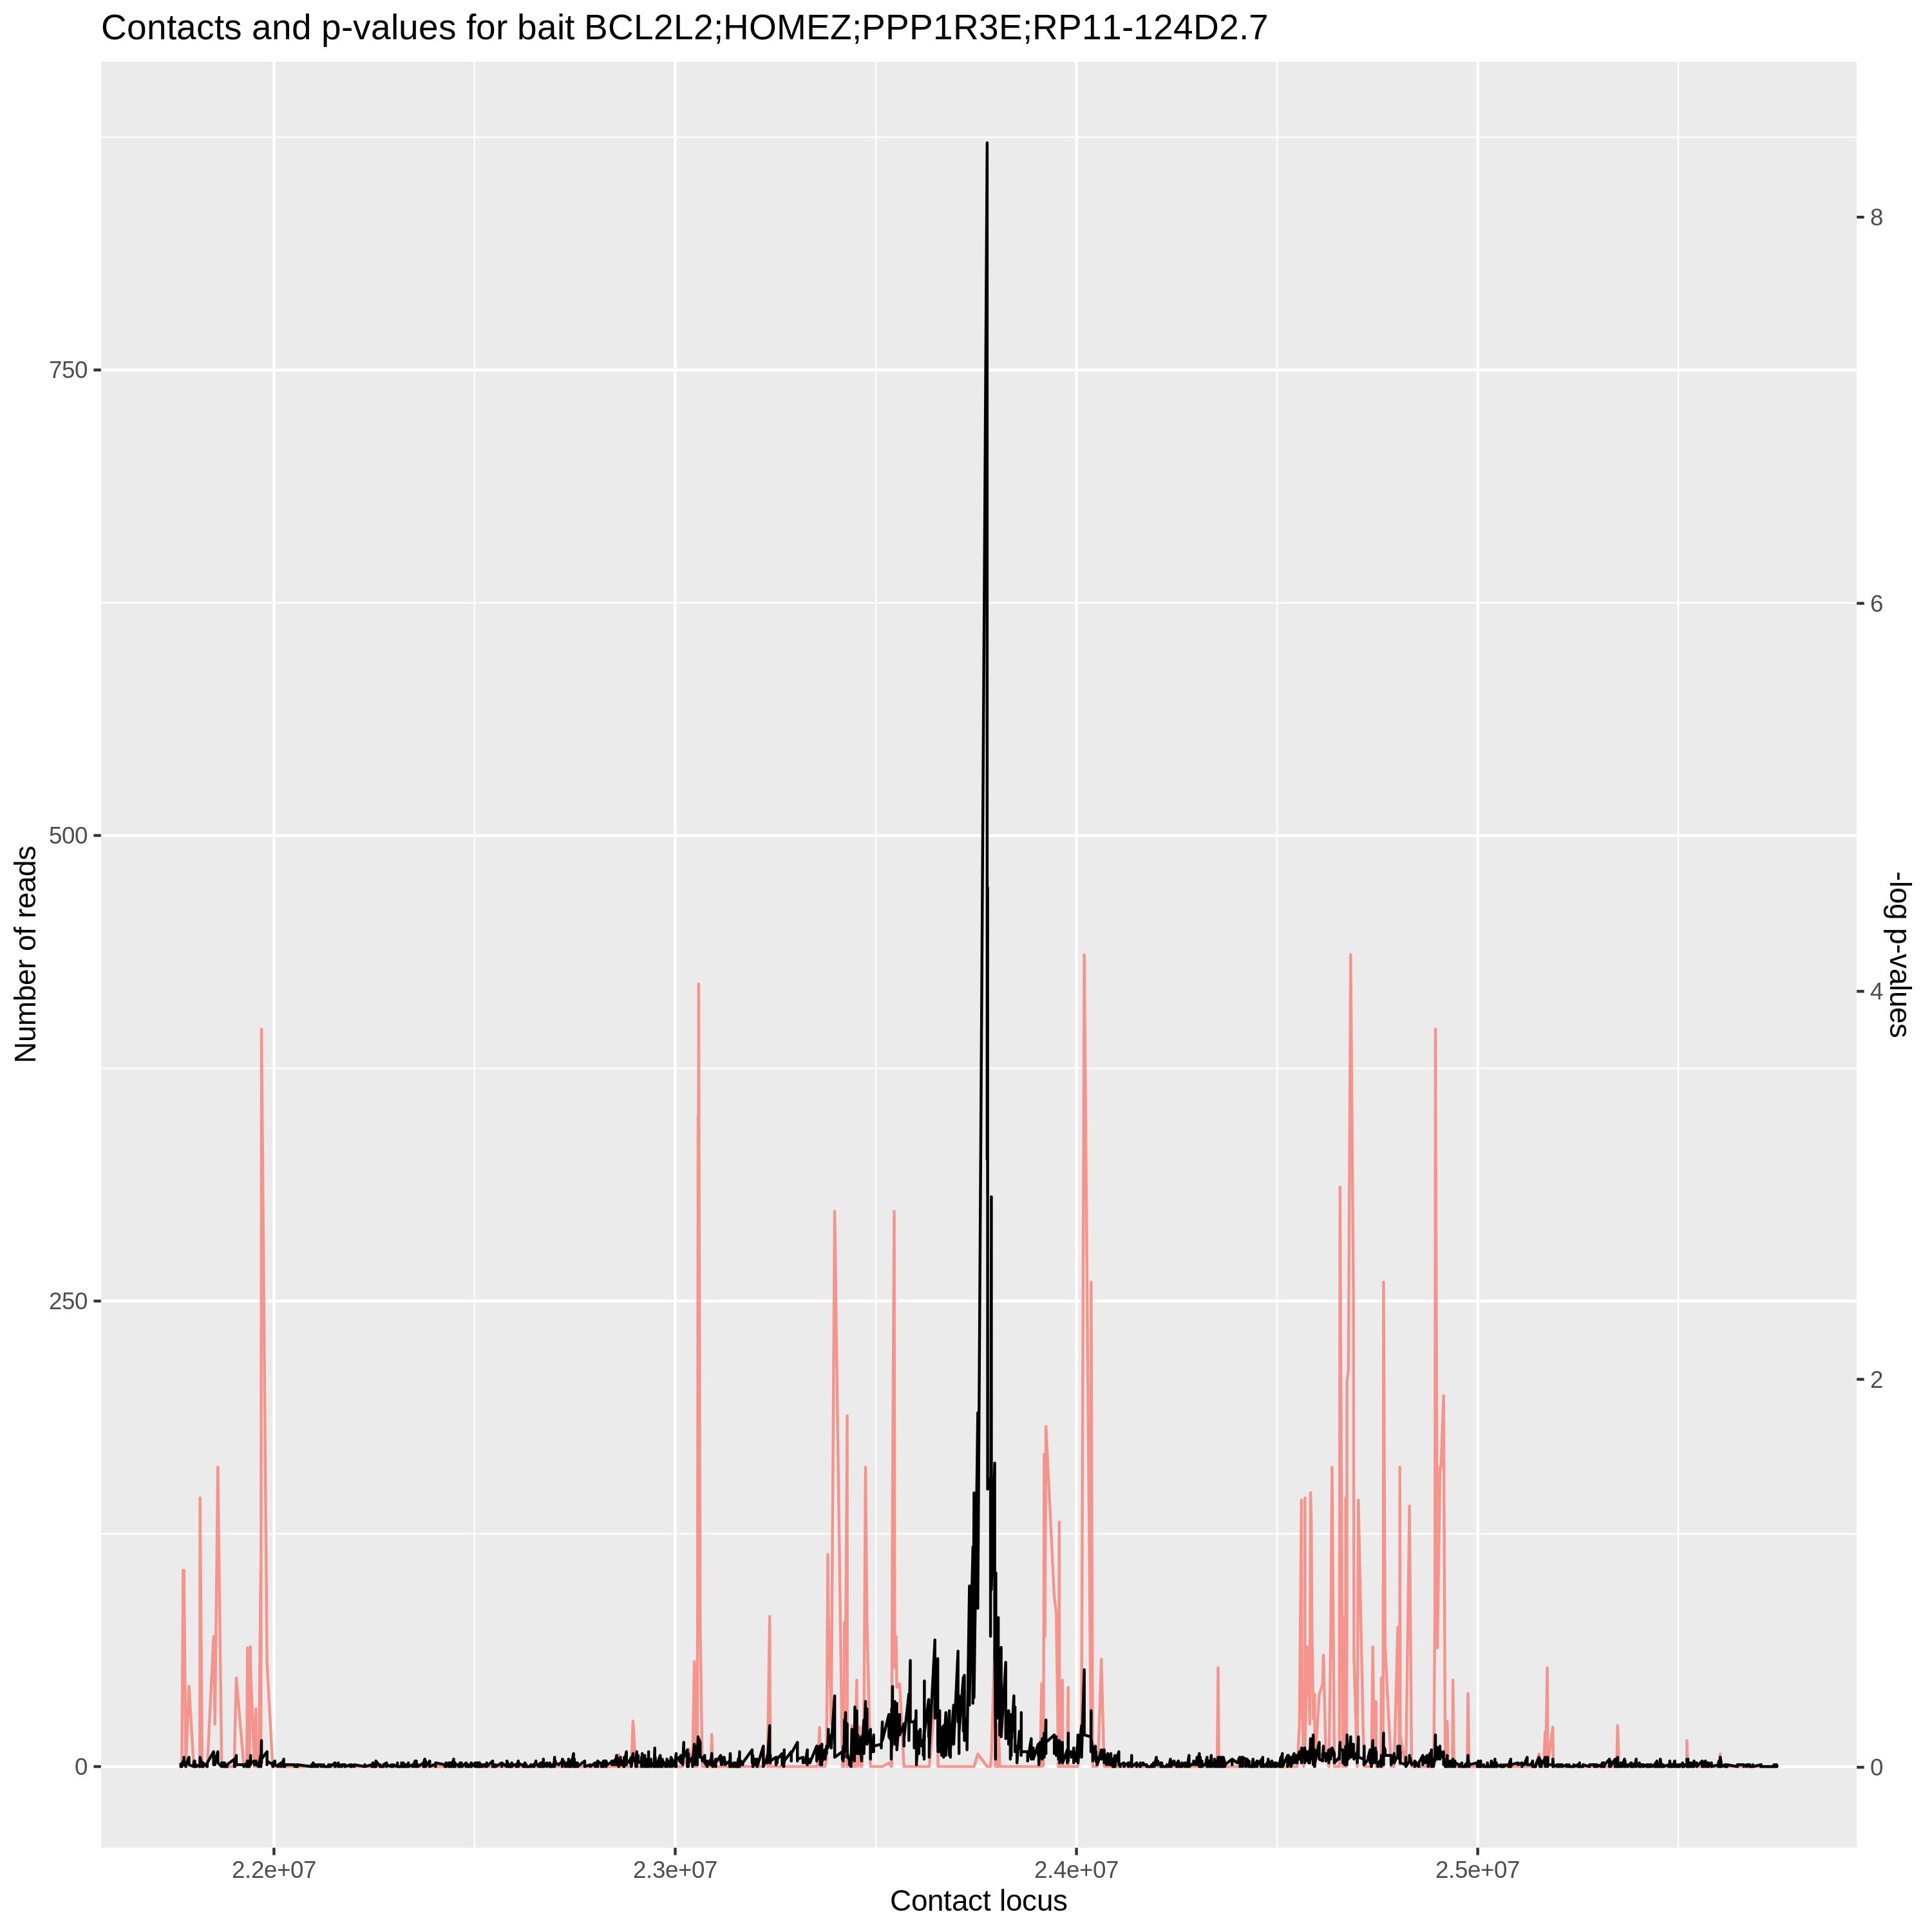 Contacts and p-values for bait BCL2L2;HOMEZ;PPP1R3E;RP11-124D2.7
Number of reads
750
500
250
0
8
6
4
2
0
-log p-values
2.2e+07
2.3e+07
2.4e+07
2.5e+07
Contact locus